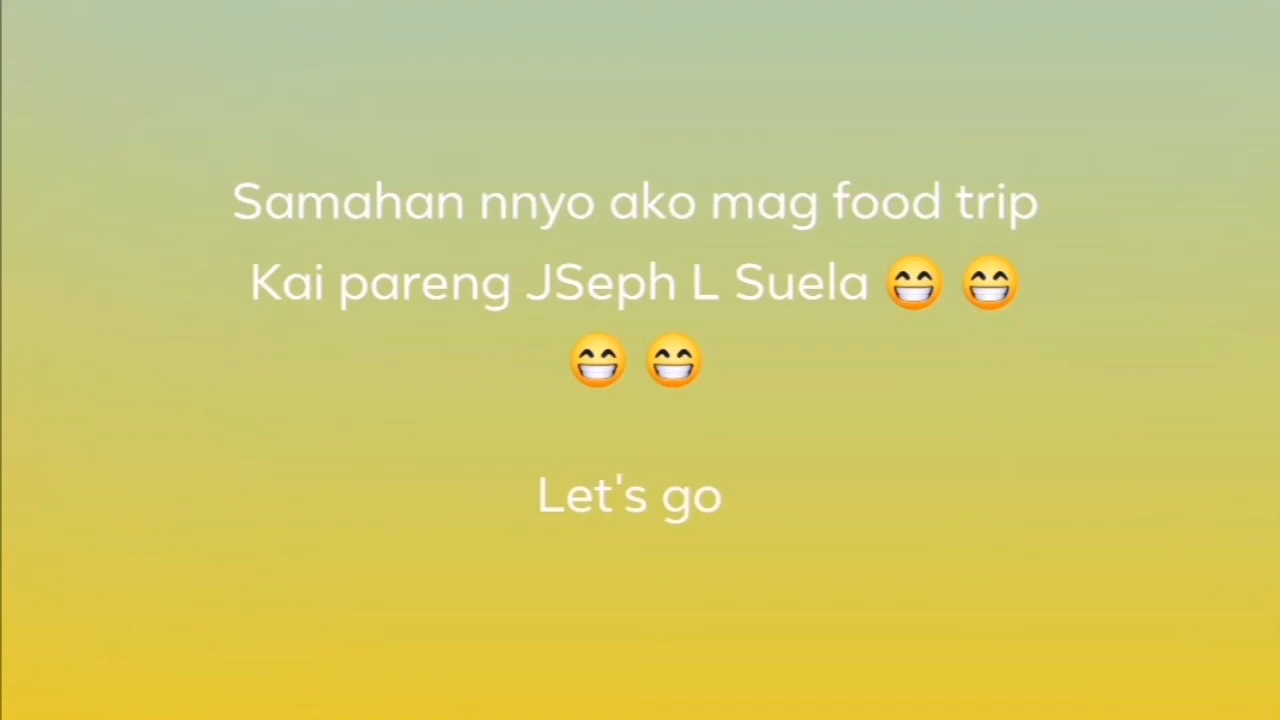 Samahan nnyo ako mag food trip
Kai pareng JSeph L Suela 😁 😁
😁 😁
Let's go